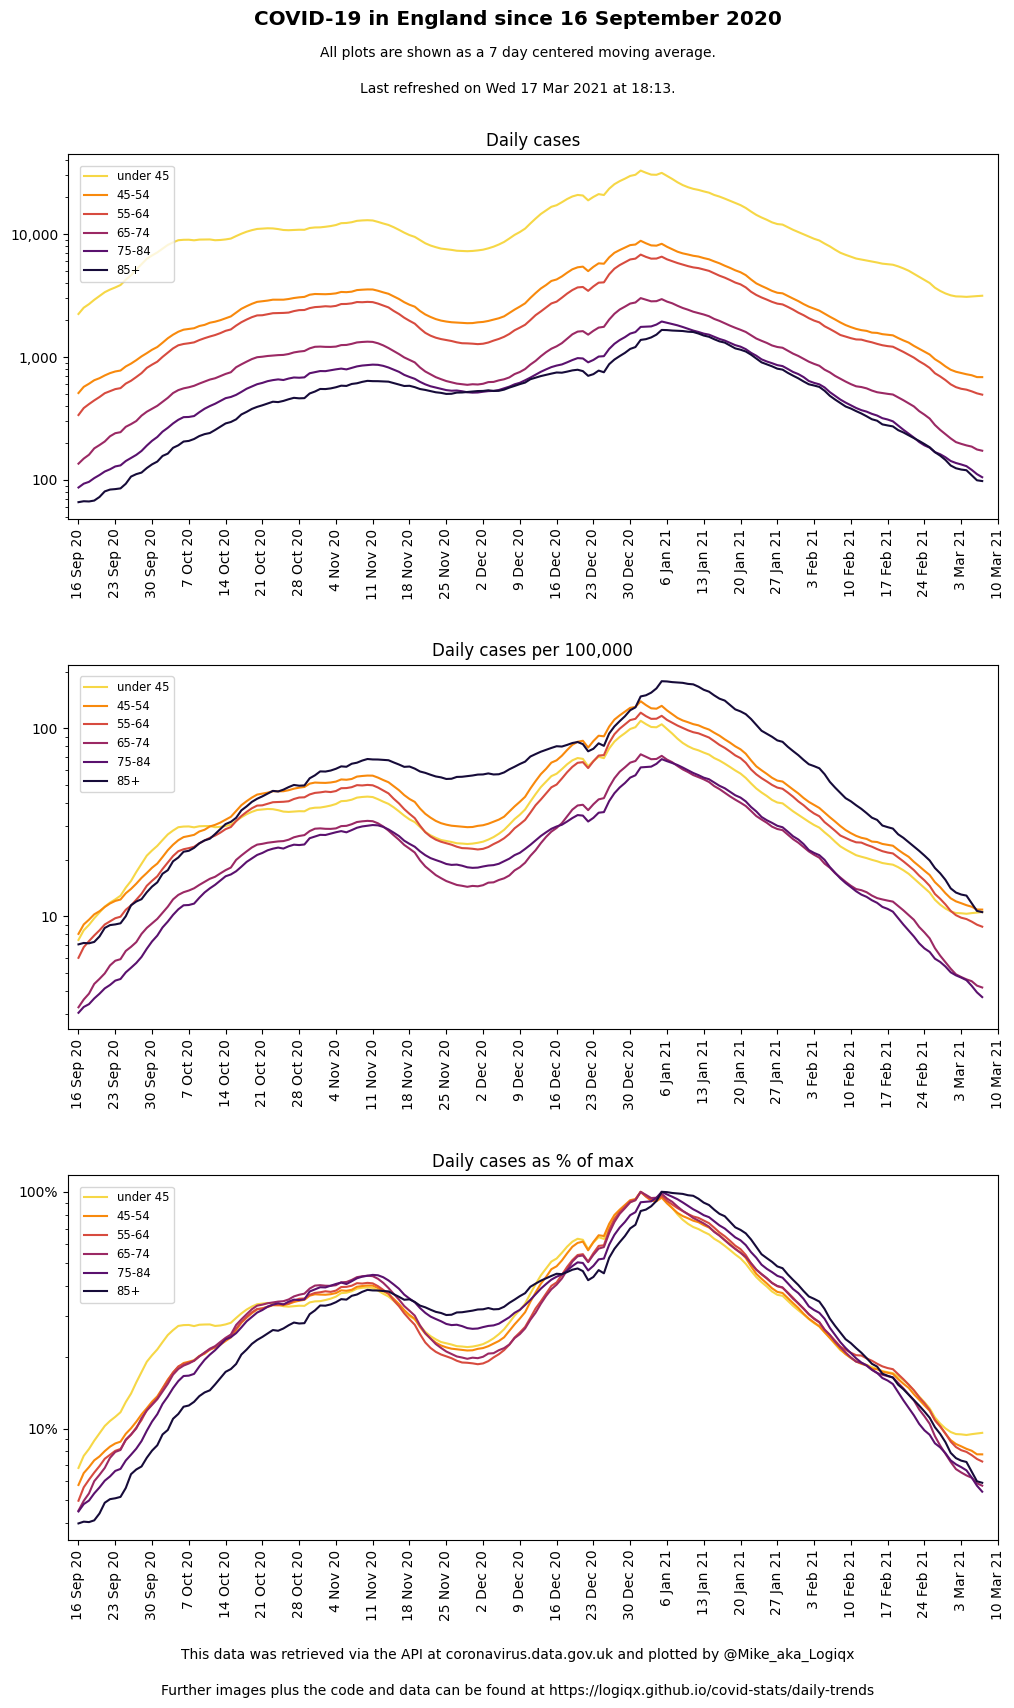 COVID-19 in England since 16 September 2020
All plots are shown as a 7 day centered moving average.
Last refreshed on Wed 17 Mar 2021 at 18:13.
Daily cases
under 45
45-54
55-64
65-74
75-84
85+
10,000
1,000
100
16 Sep 20
23 Sep 20
30 Sep 20
7 Oct 20
14 Oct 20
21 Oct 20
28 Oct 20
4 Nov 20
11 Nov 20
18 Nov 20
25 Nov 20
2 Dec 20
9 Dec 20
16 Dec 20
23 Dec 20
30 Dec 20
6 Jan 21
13 Jan 21
20 Jan 21
27 Jan 21
3 Feb 21
10 Feb 21
17 Feb 21
24 Feb 21
3 Mar 21
10 Mar 21
Daily cases per 100,000
under 45
45-54
55-64
65-74
75-84
85+
100
10
16 Sep 20
23 Sep 20
30 Sep 20
7 Oct 20
14 Oct 20
21 Oct 20
28 Oct 20
4 Nov 20
11 Nov 20
18 Nov 20
25 Nov 20
2 Dec 20
9 Dec 20
16 Dec 20
23 Dec 20
30 Dec 20
6 Jan 21
13 Jan 21
20 Jan 21
27 Jan 21
3 Feb 21
10 Feb 21
17 Feb 21
24 Feb 21
3 Mar 21
10 Mar 21
Daily cases as % of max
under 45
45-54
55-64
65-74
75-84
85+
100%
10%
16 Sep 20
23 Sep 20
30 Sep 20
7 Oct 20
14 Oct 20
21 Oct 20
28 Oct 20
4 Nov 20
11 Nov 20
18 Nov 20
25 Nov 20
2 Dec 20
9 Dec 20
16 Dec 20
23 Dec 20
30 Dec 20
6 Jan 21
13 Jan 21
20 Jan 21
27 Jan 21
3 Feb 21
10 Feb 21
17 Feb 21
24 Feb 21
3 Mar 21
10 Mar 21
This data was retrieved via the API at coronavirus.data.gov.uk and plotted by @Mike_aka_Logiqx
Further images plus the code and data can be found at https://logiqx.github.io/covid-stats/daily-trends